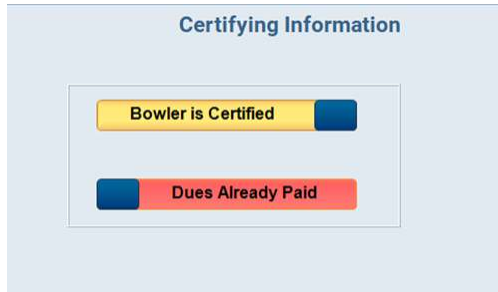 Certifying Information
Bowler is Certified
Dues Already Paid